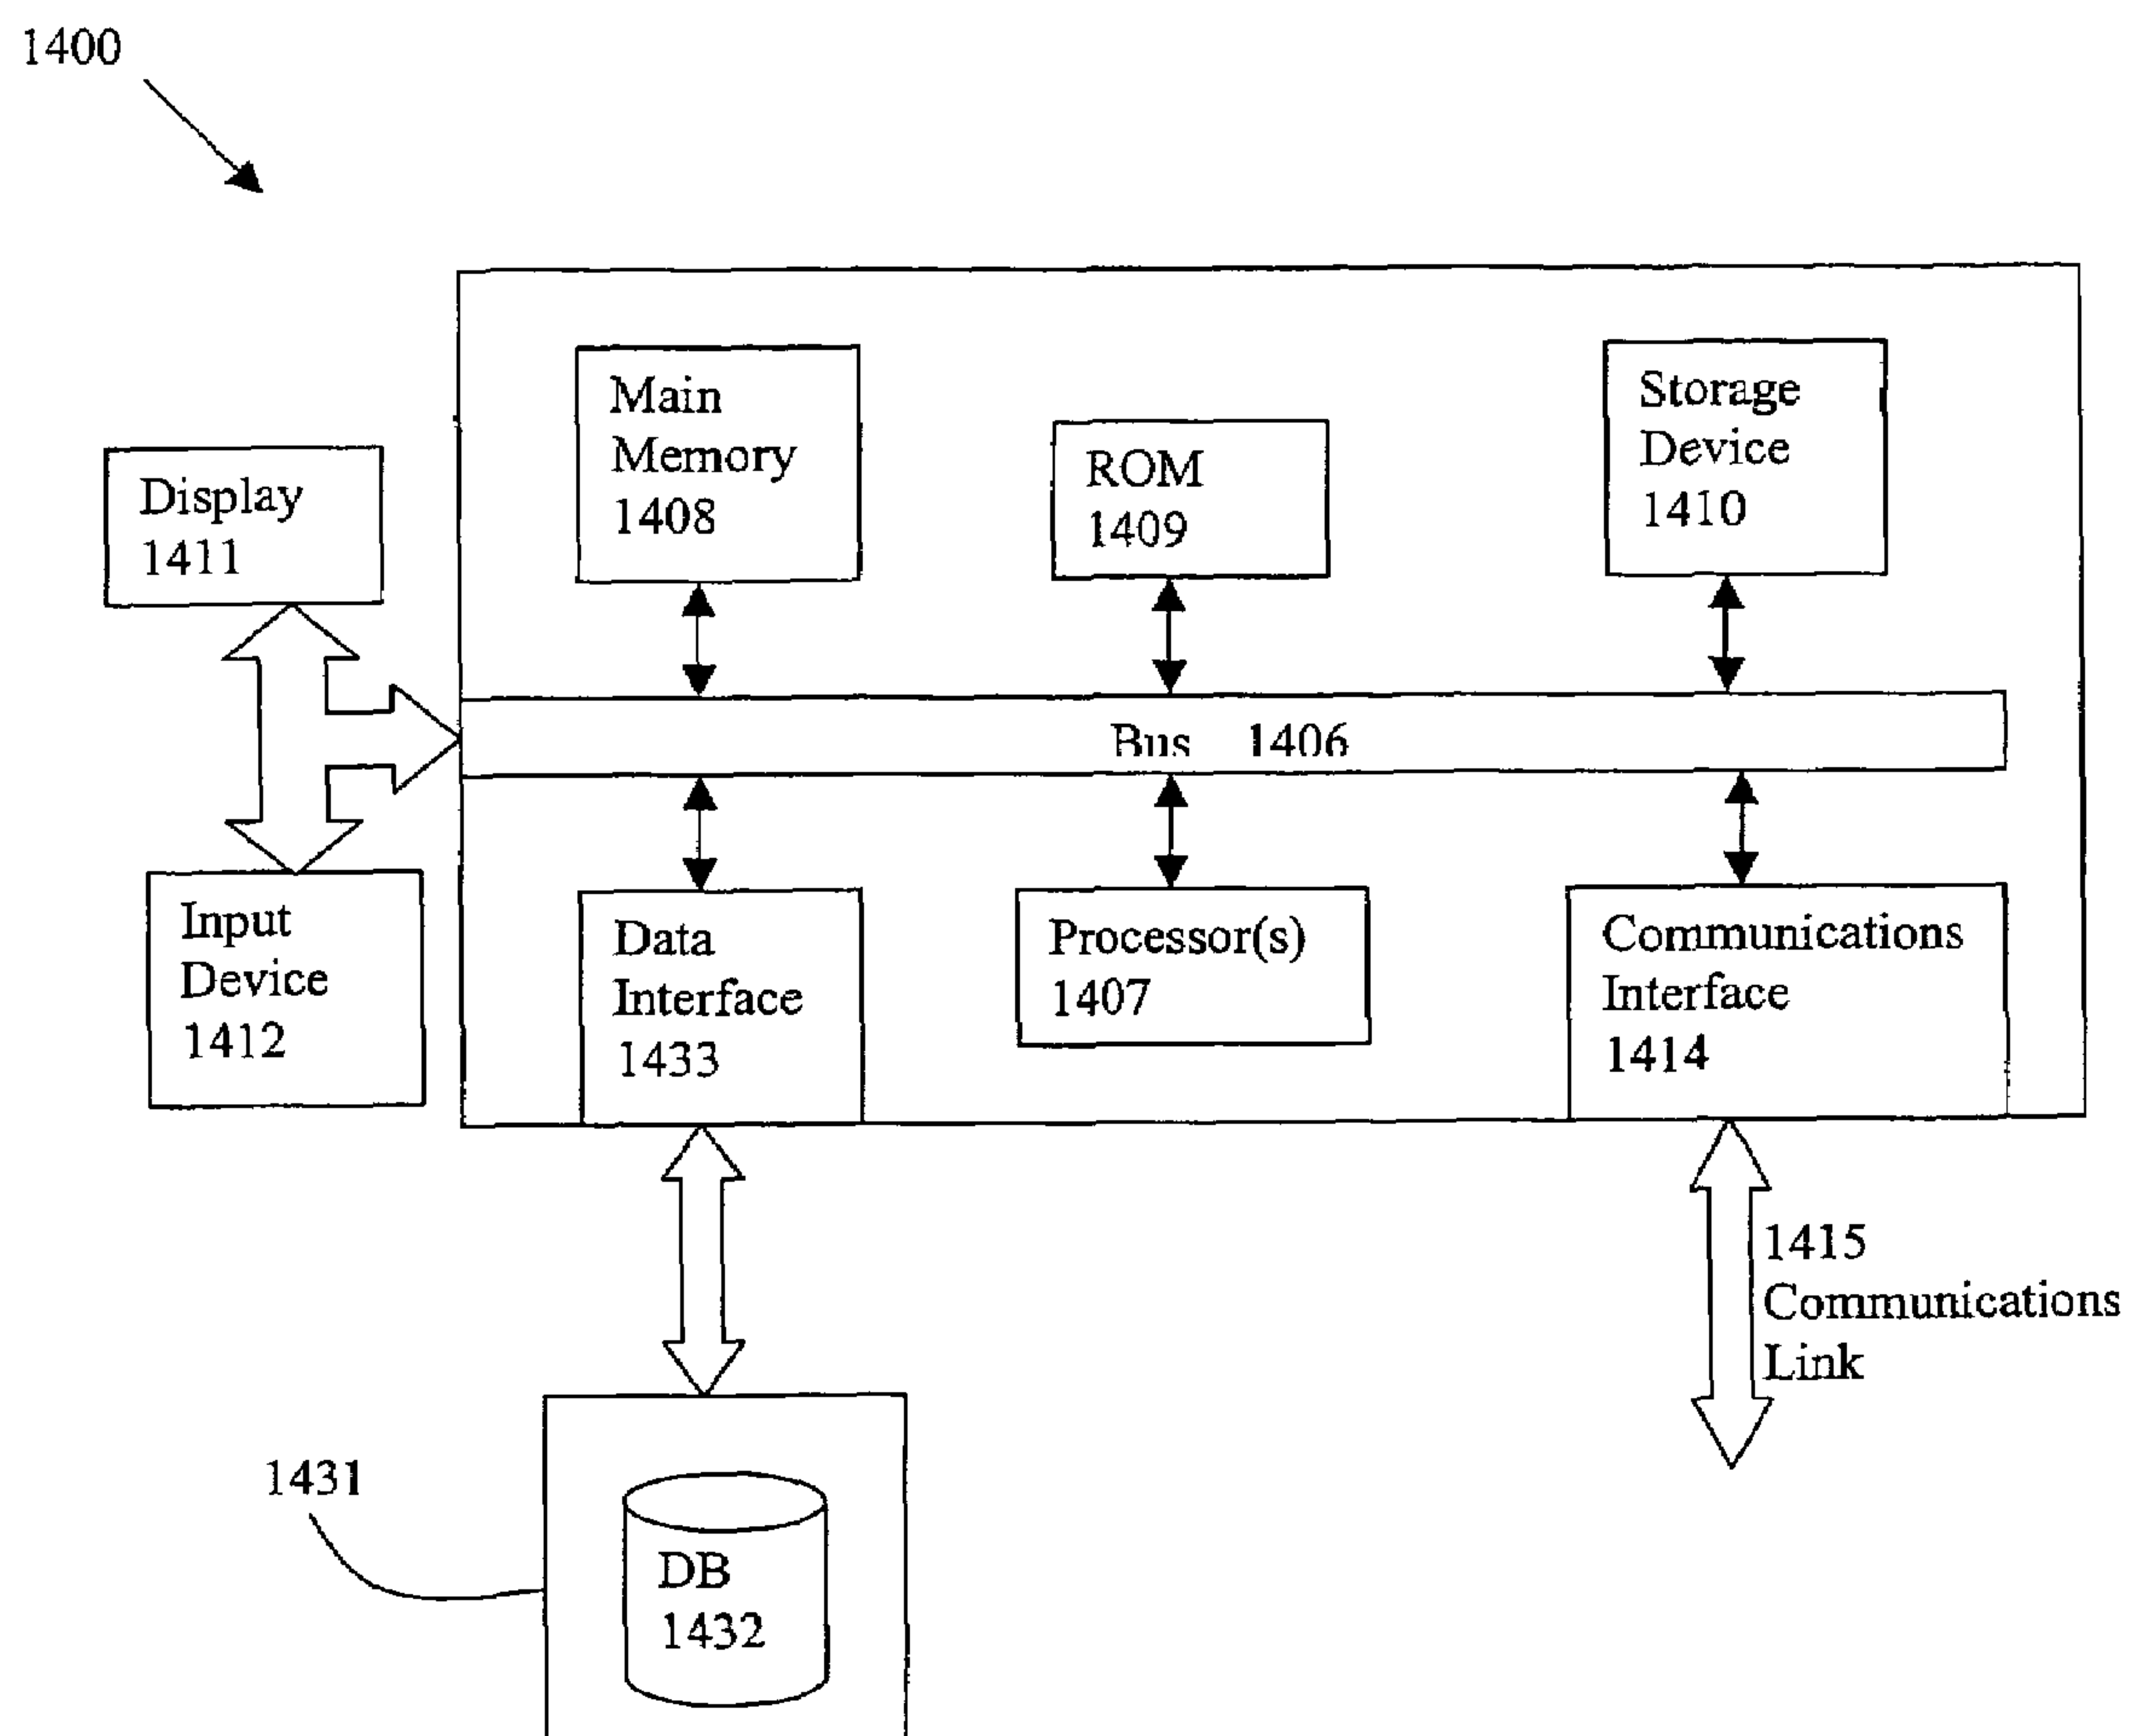 1400
Main
Memory
1408
ROM
1409
Storage
Device
1410
Display
1411
Bus 1406
Input
Device
1412
Data
Interface
1433
Processor(s)
1407
Communications
Interface
1414
1415
Communications
Link
1431
DB
1432